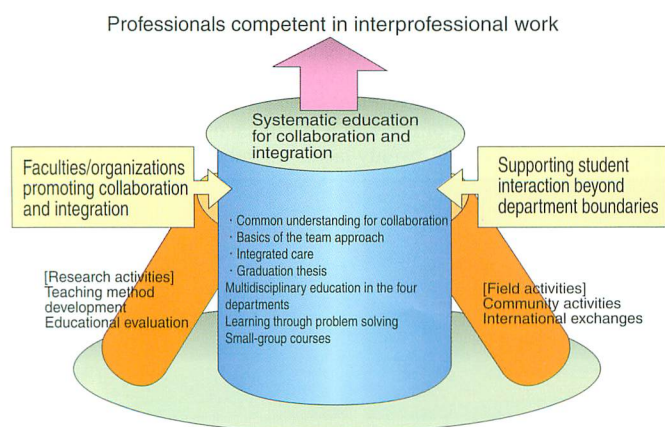 Professionals competent in interprofessional work
Systematic education
for collaboration and
integration
Faculties/organizations
promoting collaboration
and integration
Supporting student
interaction beyond
department boundaries
・Common understanding for collaboration
・Basics of the team approach
・Integrated care
・Graduation thesis
Multidisciplinary education in the four
departments
Learning through problem solving
Small-group courses
[Research activities]
Teaching method
development
Educational evaluation
[Field activities]
Community activities
International exchanges